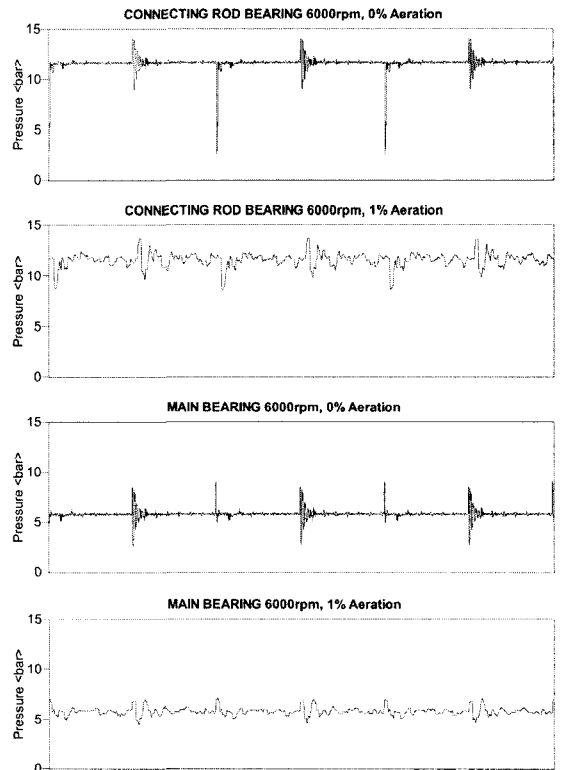 CONNECTING ROD BEARING 6000rpm, 0% Aeration
15
10
5
0
Pressure <bar>
CONNECTING ROD BEARING 6000rpm, 1% Aeration
15
10
5
0
Pressure <bar>
MAIN BEARING 6000rpm, 0% Aeration
15
10
5
0
Pressure <bar>
MAIN BEARING 6000rpm, 1% Aeration
15
10
5
0
Pressure <bar>